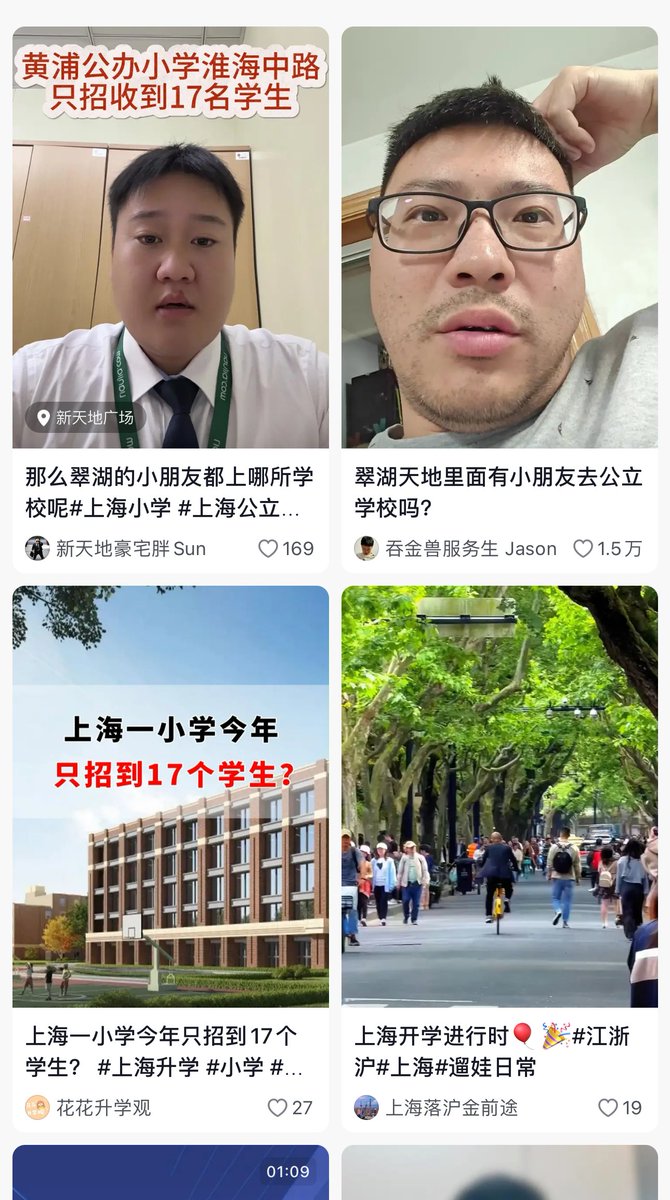 黄浦公办小学淮海中路
只招收到17名学生
新天地广场
那么翠湖的小朋友都上哪所学
校呢#上海小学 #上海公立...
新天地豪宅胖Sun
169
翠湖天地里面有小朋友去公立
学校吗?
吞金兽服务生 Jason
1.5万
上海一小学今年
只招到17个学生?
上海一小学今年只招到17个
学生? #上海升学 #小学 #...
花花升学观
27
上海开学进行时🎈🎉#江浙
沪#上海#遛娃日常
上海落沪金前途
19
01:09